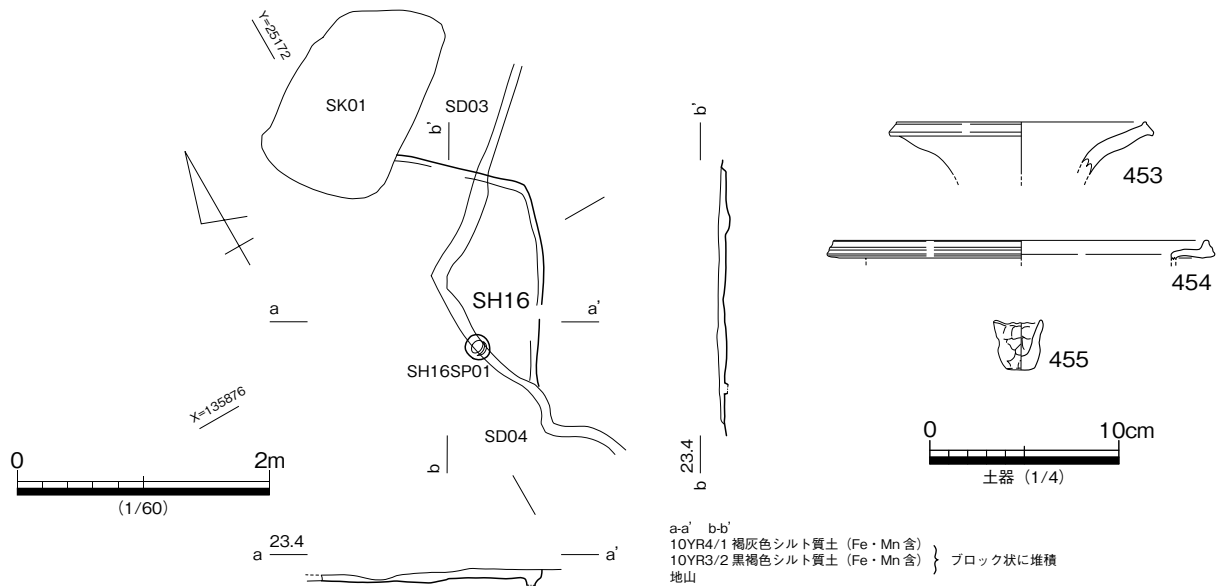 Y=25172
SK01
SD03
b'
SH16
a
a'
SH16SP01
X=135876
SD04
b
0 2m
(1/60)
a 23.4 a'
b'
b 23.4
453
454
455
0 10cm
土器（1/4）
a-a' b-b'
10YR4/1 褐灰色シルト質土（Fe・Mn 含）
10YR3/2 黒褐色シルト質土（Fe・Mn 含） ブロック状に堆積
地山